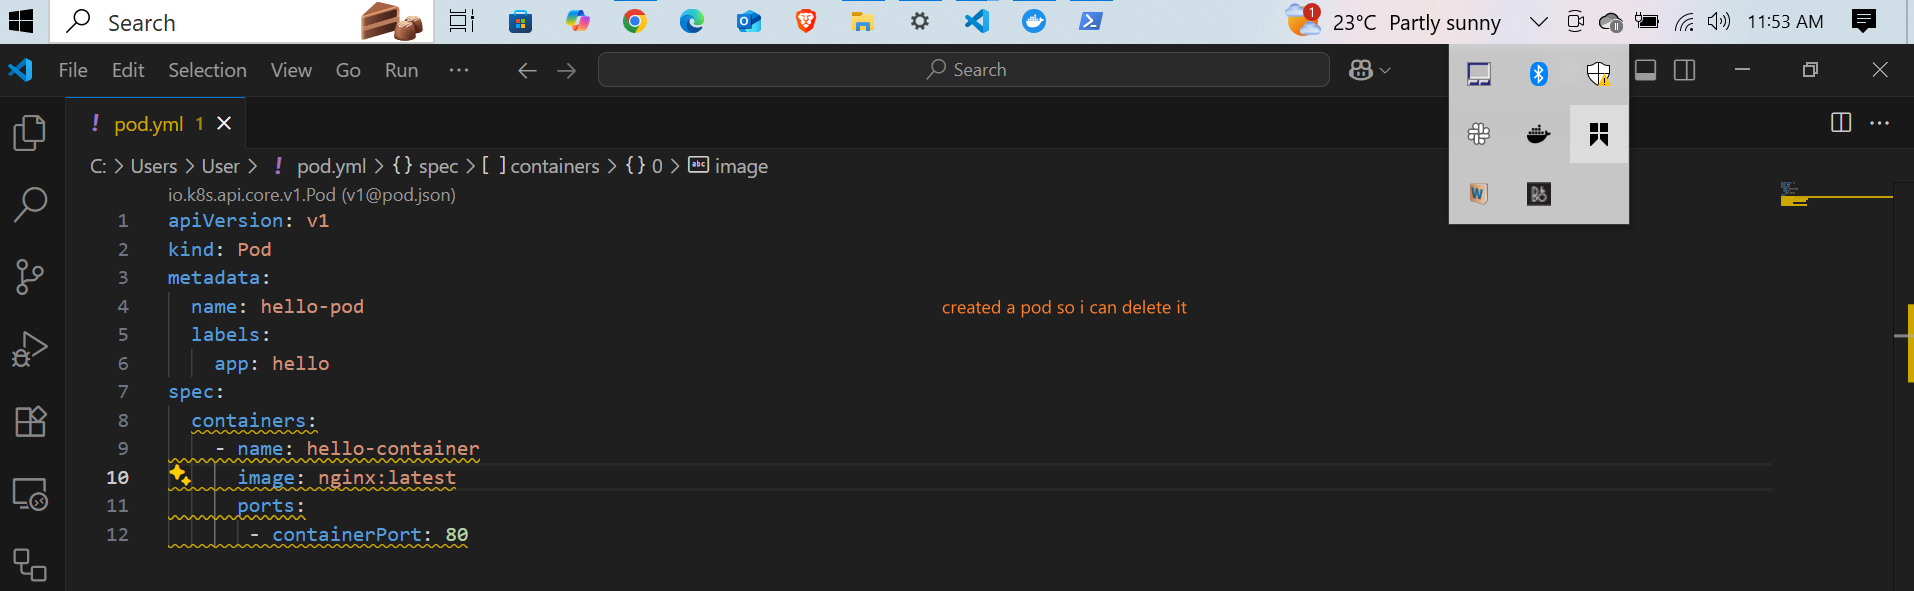 Search
1
23°C Partly sunny
11:53 AM
File Edit Selection View Go Run ···
Search
! pod.yml 1
C: > Users > User > ! pod.yml > {} spec > [ ] containers > {} 0 > abc image
io.k8s.api.core.v1.Pod (v1@pod.json)
1 apiVersion: v1
2 kind: Pod
3 metadata:
4 name: hello-pod
created a pod so i can delete it
5 labels:
6 app: hello
7 spec:
8 containers:
9 - name: hello-container
10 image: nginx:latest
11 ports:
12 - containerPort: 80